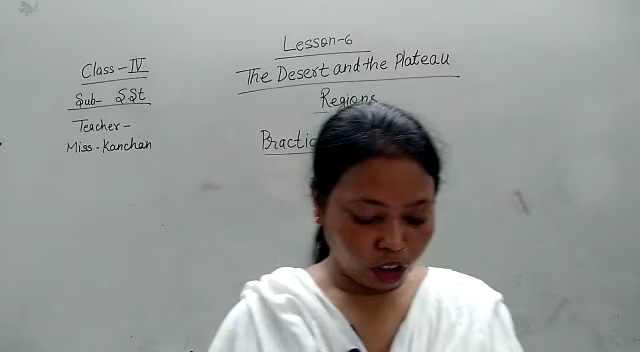 Class - IV
Sub- SSt
Teacher -
Miss - Kanchan
Lesson-6
The Desert and the Plateau
Regions